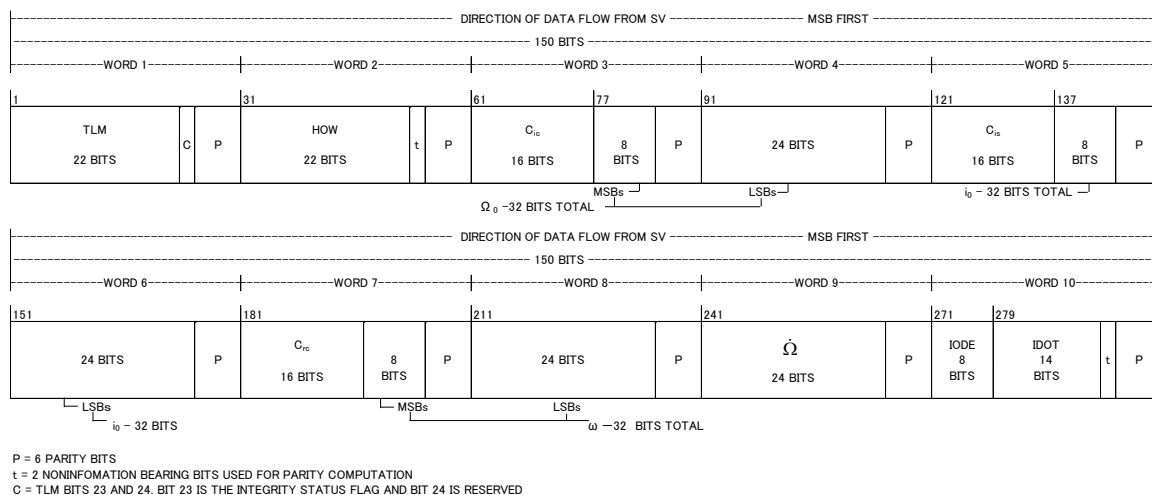 DIRECTION OF DATA FLOW FROM SV MSB FIRST
150 BITS
WORD 1 WORD 2 WORD 3 WORD 4 WORD 5
1 31 61 77 91 121 137
TLM HOW C_ic C_is
C P t P 8 P P 8 P
22 BITS 22 BITS 16 BITS BITS 24 BITS 16 BITS BITS
MSBs LSBs i₀ - 32 BITS TOTAL
Ω₀ -32 BITS TOTAL
DIRECTION OF DATA FLOW FROM SV MSB FIRST
150 BITS
WORD 6 WORD 7 WORD 8 WORD 9 WORD 10
151 181 211 241 271 279
C_rc Ω̇ IODE IDOT
24 BITS P 8 P 24 BITS P P 8 14 t P
16 BITS BITS 24 BITS BITS BITS
LSBs MSBs LSBs
i₀ - 32 BITS ω -32 BITS TOTAL
P = 6 PARITY BITS
t = 2 NONINFOMATION BEARING BITS USED FOR PARITY COMPUTATION
C = TLM BITS 23 AND 24. BIT 23 IS THE INTEGRITY STATUS FLAG AND BIT 24 IS RESERVED